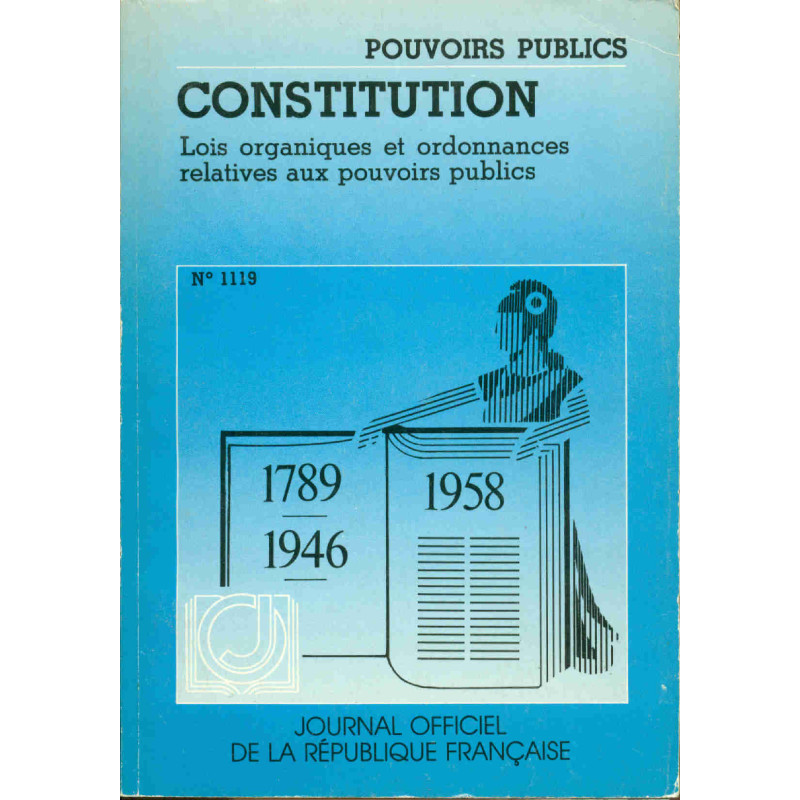 POUVOIRS PUBLICS
CONSTITUTION
Lois organiques et ordonnances
relatives aux pouvoirs publics
N° 1119
1789
1946
1958
JOURNAL OFFICIEL
DE LA RÉPUBLIQUE FRANÇAISE